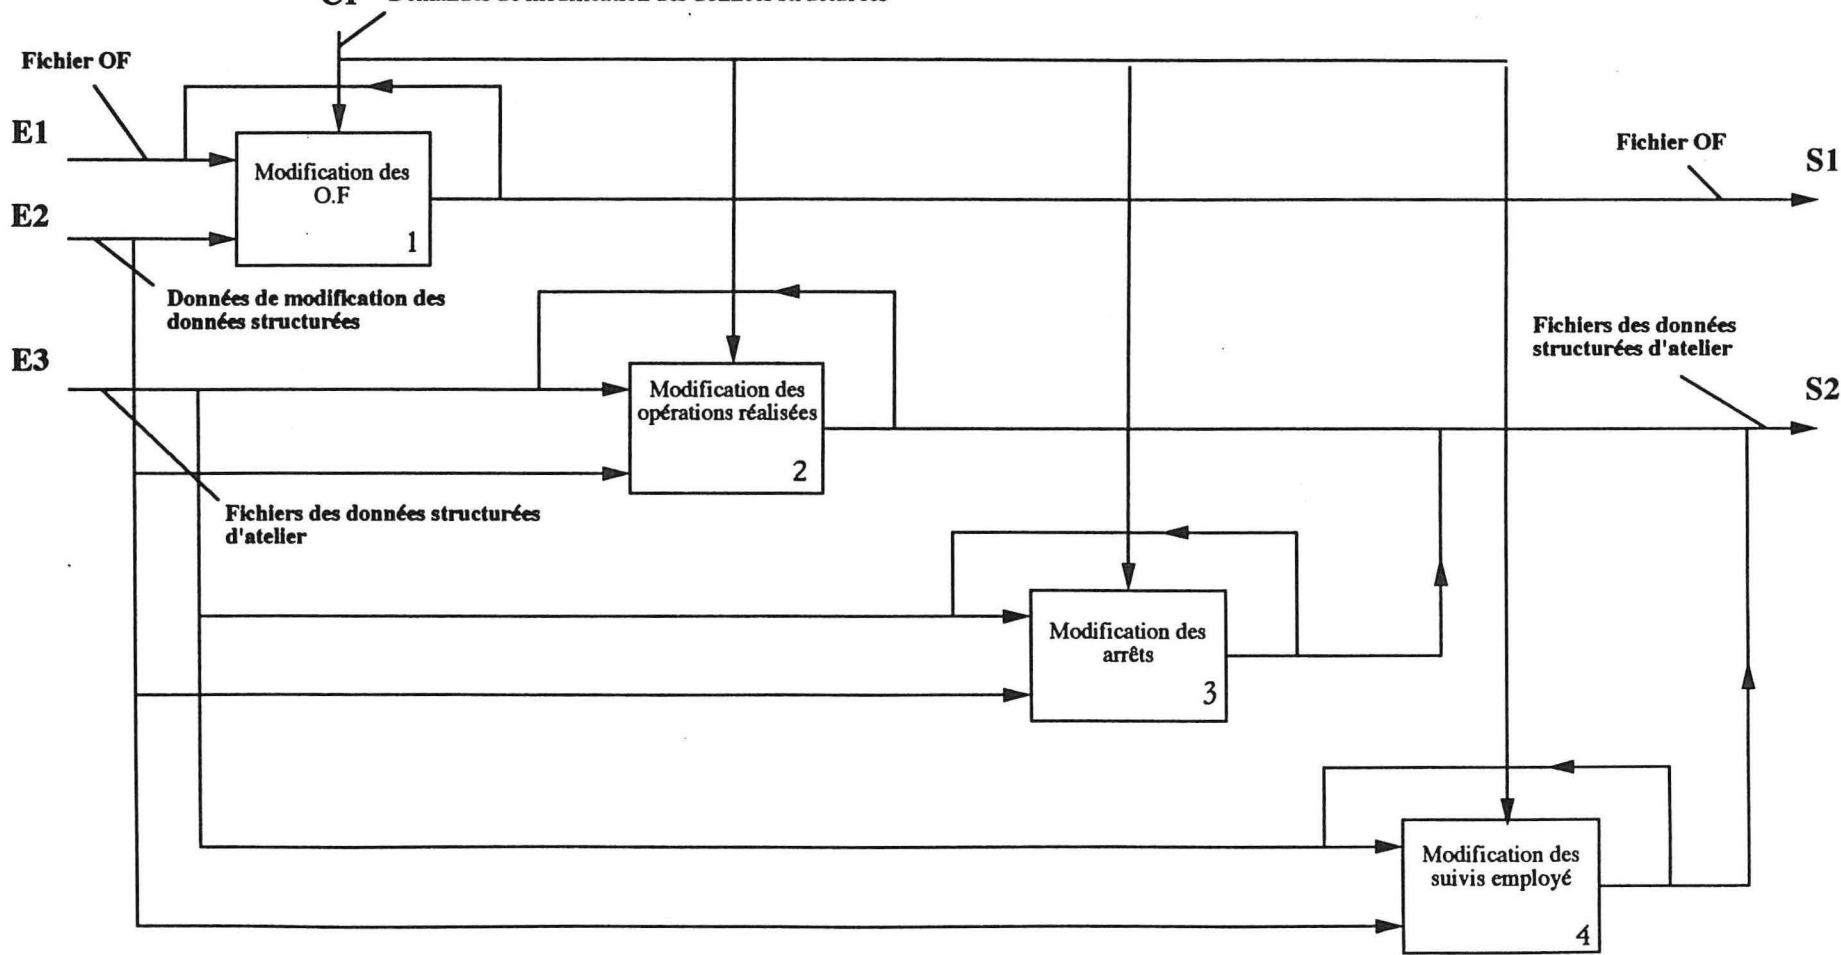 Fichier OF
E1
Modification des
O.F
1
Fichier OF
S1
E2
Données de modification des
données structurées
E3
Modification des
opérations réalisées
2
Fichiers des données
structurées d'atelier
S2
Fichiers des données structurées
d'atelier
Modification des
arrêts
3
Modification des
suivis employé
4